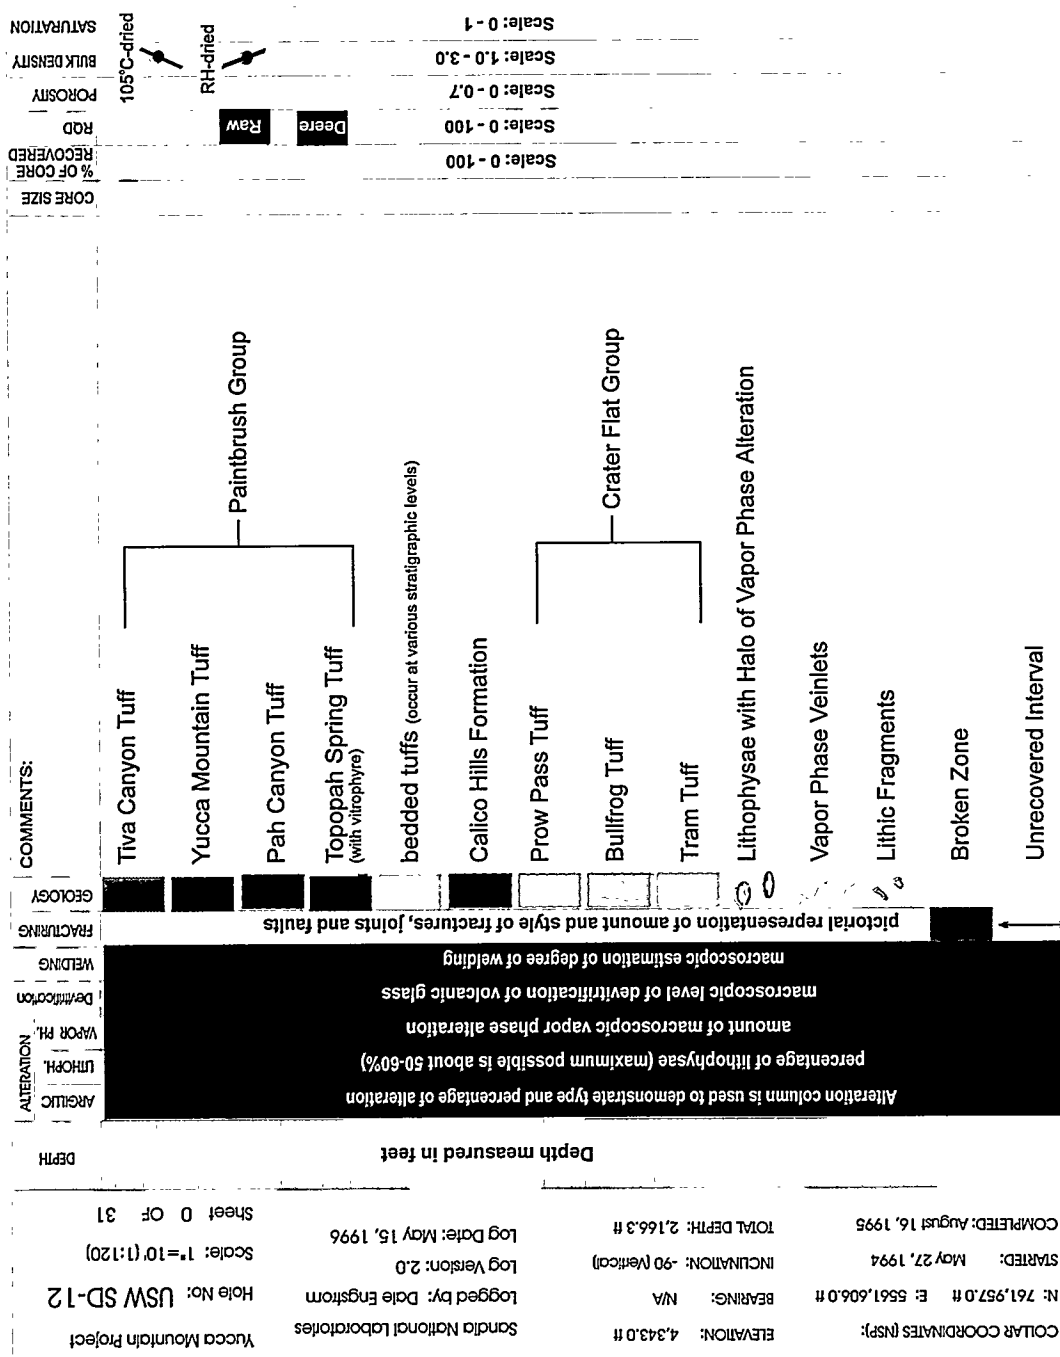 COLLAR COORDINATES (NSP):
N: 761,957.0 ft E: 5561,606.0 ft
STARTED: May 27, 1994
COMPLETED: August 16, 1995
ELEVATION: 4,343.0 ft
BEARING: N/A
INCLINATION: -90 (Vertical)
TOTAL DEPTH: 2,166.3 ft
Sandia National Laboratories
Logged by: Dale Engstrom
Log Version: 2.0
Log Date: May 15, 1996
Yucca Mountain Project
Hole No: USW SD-12
Scale: 1"=10' (1:120)
Sheet 0 OF 31
DEPTH
Depth measured in feet
ALTERATION
ARGILLIC
Alteration column is used to demonstrate type and percentage of alteration
LITHOPH.
percentage of lithophysae (maximum possible is about 50-60%)
VAPOR PH.
amount of macroscopic vapor phase alteration
Devitrification
macroscopic level of devitrification of volcanic glass
WELDING
macroscopic estimation of degree of welding
FRACTURING
pictorial representation of amount and style of fractures, joints and faults
GEOLOGY
COMMENTS:
Tiva Canyon Tuff
Yucca Mountain Tuff
Pah Canyon Tuff
Topopah Spring Tuff
(with vitrophyre)
Paintbrush Group
bedded tuffs (occur at various stratigraphic levels)
Calico Hills Formation
Prow Pass Tuff
Bullfrog Tuff
Tram Tuff
Crater Flat Group
Lithophysae with Halo of Vapor Phase Alteration
Vapor Phase Veinlets
Lithic Fragments
Broken Zone
Unrecovered Interval
CORE SIZE
% OF CORE
RECOVERED
Scale: 0 - 100
RQD
Raw
Deere
Scale: 0 - 100
POROSITY
Scale: 0 - 0.7
BULK DENSITY
Scale: 1.0 - 3.0
SATURATION
Scale: 0 - 1
105°C-dried
RH-dried